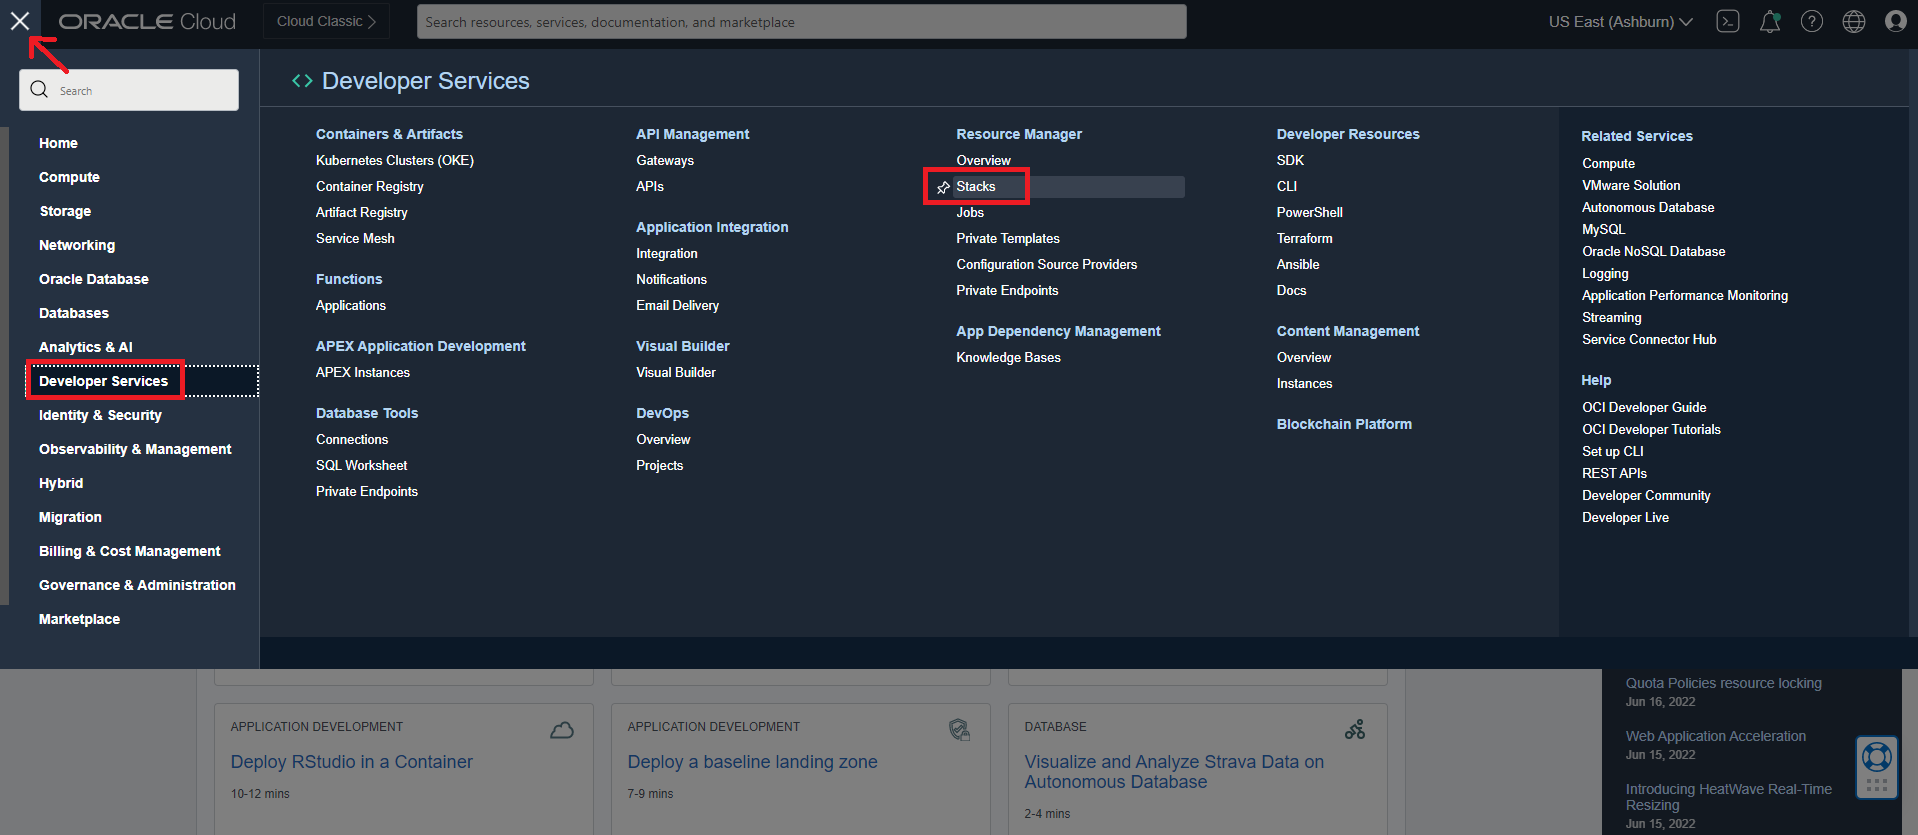 ORACLE Cloud
Cloud Classic
Search resources, services, documentation, and marketplace
US East (Ashburn)
Search
Home
Compute
Storage
Networking
Oracle Database
Databases
Analytics & AI
Developer Services
Identity & Security
Observability & Management
Hybrid
Migration
Billing & Cost Management
Governance & Administration
Marketplace
Developer Services
Containers & Artifacts
Kubernetes Clusters (OKE)
Container Registry
Artifact Registry
Service Mesh
Functions
Applications
APEX Application Development
APEX Instances
Database Tools
Connections
SQL Worksheet
Private Endpoints
API Management
Gateways
APIs
Application Integration
Integration
Notifications
Email Delivery
Visual Builder
Visual Builder
DevOps
Overview
Projects
Resource Manager
Overview
Stacks
Jobs
Private Templates
Configuration Source Providers
Private Endpoints
App Dependency Management
Knowledge Bases
Developer Resources
SDK
CLI
PowerShell
Terraform
Ansible
Docs
Content Management
Overview
Instances
Blockchain Platform
Related Services
Compute
VMware Solution
Autonomous Database
MySQL
Oracle NoSQL Database
Logging
Application Performance Monitoring
Streaming
Service Connector Hub
Help
OCI Developer Guide
OCI Developer Tutorials
Set up CLI
REST APIs
Developer Community
Developer Live
APPLICATION DEVELOPMENT
Deploy RStudio in a Container
10-12 mins
APPLICATION DEVELOPMENT
Deploy a baseline landing zone
7-9 mins
DATABASE
Visualize and Analyze Strava Data on
Autonomous Database
2-4 mins
Quota Policies resource locking
Jun 16, 2022
Web Application Acceleration
Jun 15, 2022
Introducing HeatWave Real-Time
Resizing
Jun 15, 2022